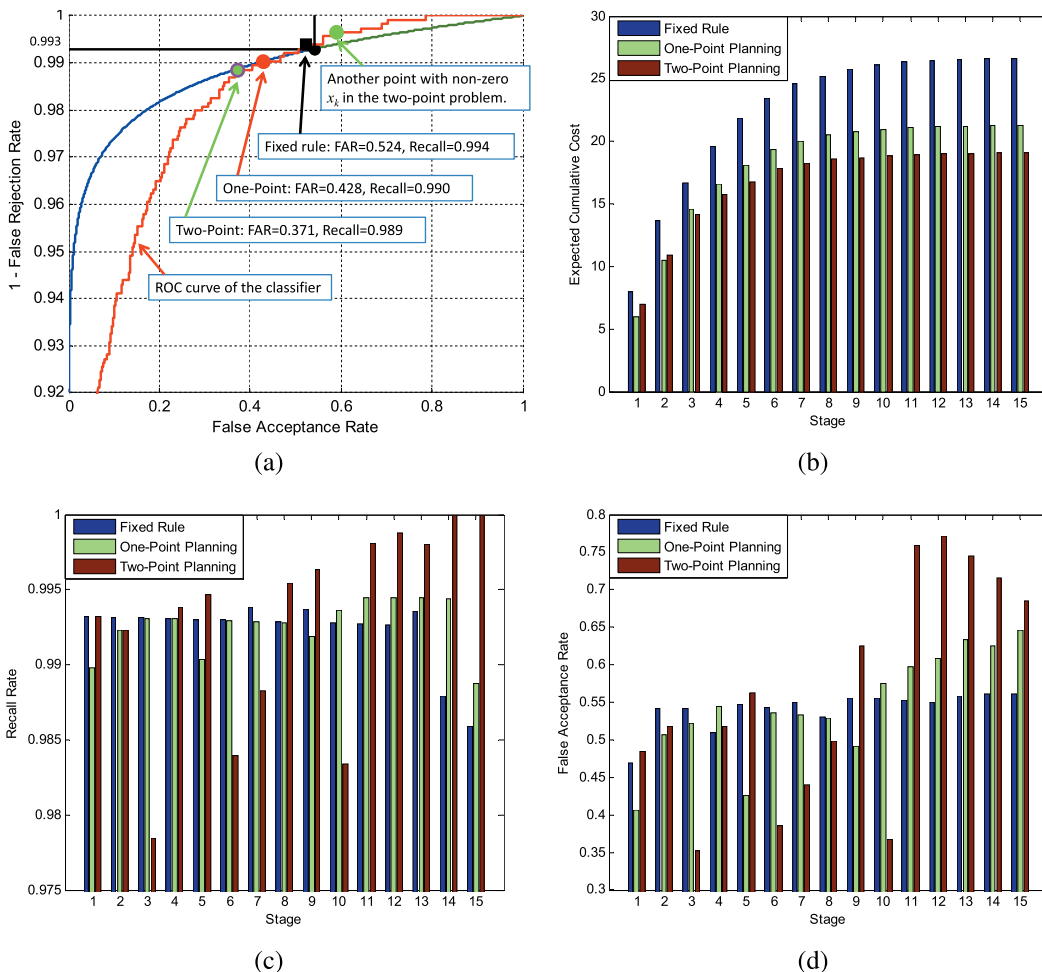 1
0.993
0.99
0.98
0.97
0.96
0.95
0.94
0.93
0.92
0
0.2
0.4
0.6
0.8
1
1 - False Rejection Rate
False Acceptance Rate
Another point with non-zero
xk in the two-point problem.
Fixed rule: FAR=0.524, Recall=0.994
One-Point: FAR=0.428, Recall=0.990
Two-Point: FAR=0.371, Recall=0.989
ROC curve of the classifier
(a)
30
25
20
15
10
5
0
Expected Cumulative Cost
Fixed Rule
One-Point Planning
Two-Point Planning
1 2 3 4 5 6 7 8 9 10 11 12 13 14 15
Stage
(b)
1
0.995
0.99
0.985
0.98
0.975
Recall Rate
Fixed Rule
One-Point Planning
Two-Point Planning
1 2 3 4 5 6 7 8 9 10 11 12 13 14 15
Stage
(c)
0.8
0.75
0.7
0.65
0.6
0.55
0.5
0.45
0.4
0.35
0.3
False Acceptance Rate
Fixed Rule
One-Point Planning
Two-Point Planning
1 2 3 4 5 6 7 8 9 10 11 12 13 14 15
Stage
(d)